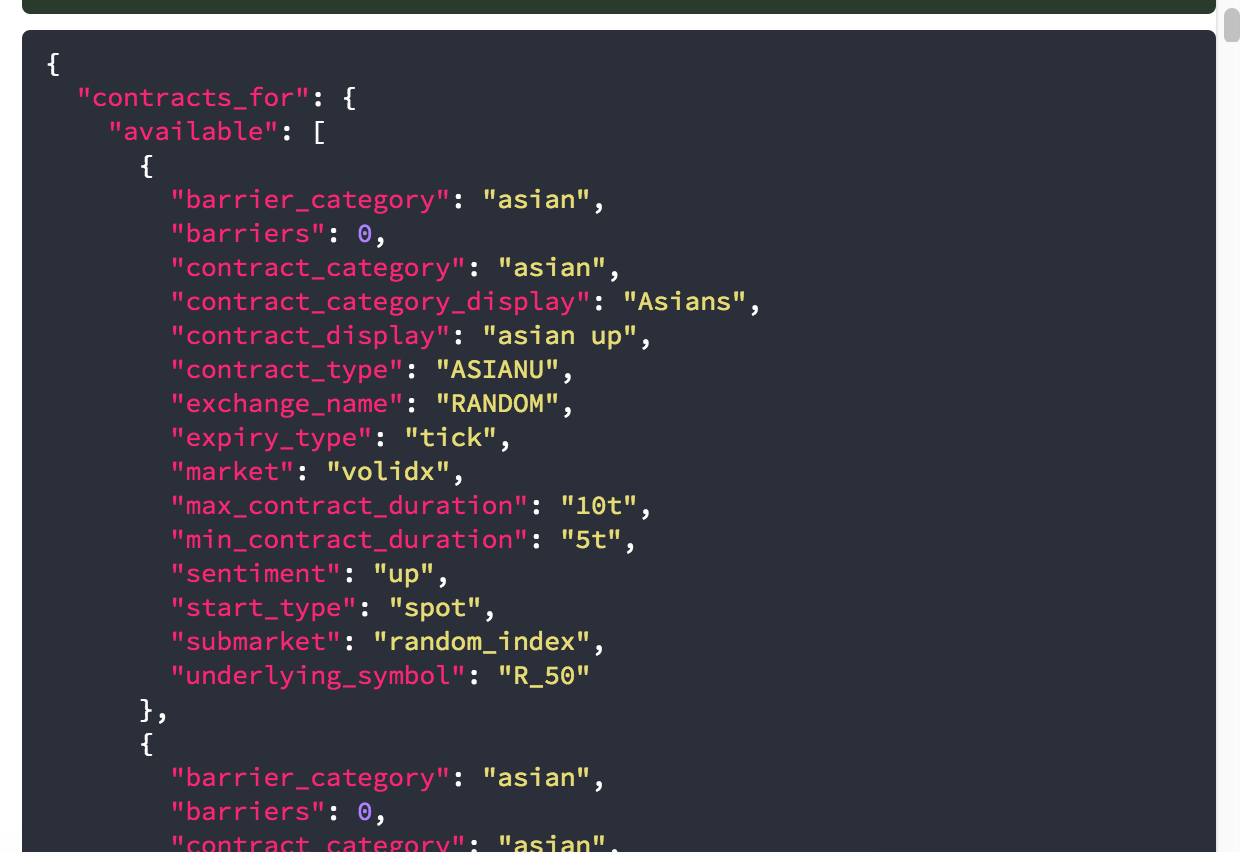 {
  "contracts_for": {
    "available": [
      {
        "barrier_category": "asian",
        "barriers": 0,
        "contract_category": "asian",
        "contract_category_display": "Asians",
        "contract_display": "asian up",
        "contract_type": "ASIANU",
        "exchange_name": "RANDOM",
        "expiry_type": "tick",
        "market": "volidx",
        "max_contract_duration": "10t",
        "min_contract_duration": "5t",
        "sentiment": "up",
        "start_type": "spot",
        "submarket": "random_index",
        "underlying_symbol": "R_50"
      },
      {
        "barrier_category": "asian",
        "barriers": 0,
        "contract_category": "asian",